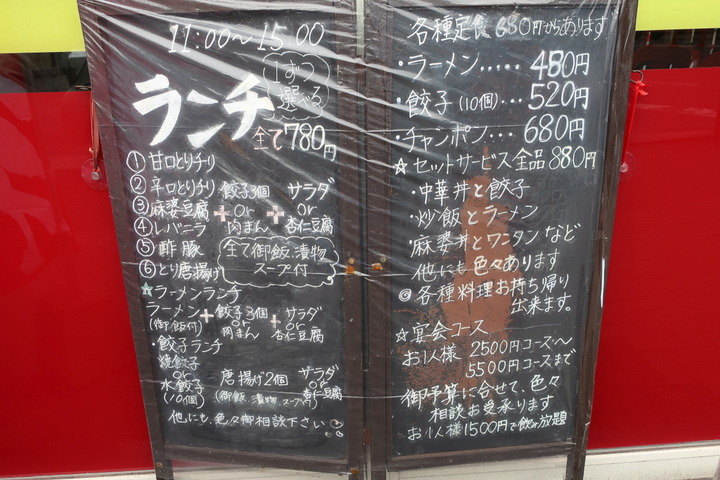 11:00〜15:00
ランチ
1つずつ選べる
全て780円
①甘口とりチリ
②辛口とりチリ
③麻婆豆腐
④レバニラ
⑤酢豚
⑥とり唐揚げ
+ 餃子3個 or 肉まん + サラダ or 杏仁豆腐
全て御飯、漬物
スープ付
☆ラーメンランチ
ラーメン(御飯付) + 餃子3個 or 肉まん + サラダ or 杏仁豆腐
・餃子ランチ
焼餃子
or
水餃子
(10個)
唐揚げ2個 サラダ or 杏仁豆腐
(御飯、漬物、スープ付)
他にも、色々御相談下さい
各種定食680円からあります
・ラーメン・・・・・480円
・餃子(10個)・・・520円
・チャンポン・・・680円
☆セットサービス全品880円
・中華丼と餃子
・炒飯とラーメン
・麻婆丼とワンタンなど
他にも色々あります
◎各種料理お持ち帰り
出来ます。
☆宴会コース
お1人様 2500円コース〜
5500円コースまで
御予算に合せて、色々
相談お受承ります
お1人様1500円で飲み放題